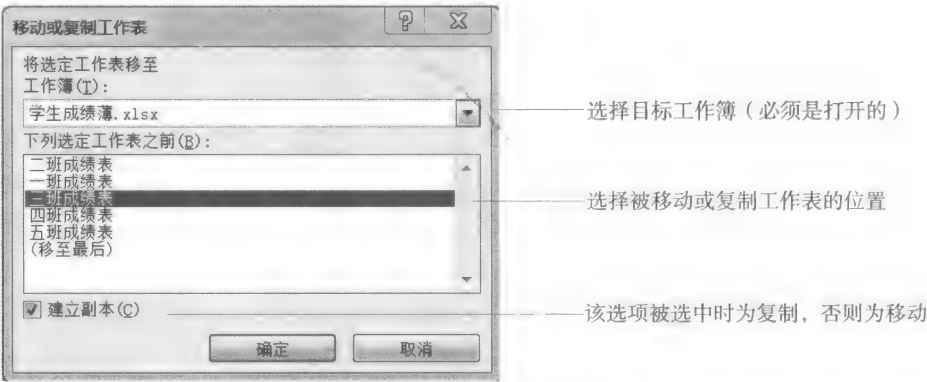 移动或复制工作表
将选定工作表移至
工作簿(T):
学生成绩薄.xlsx
选择目标工作簿（必须是打开的）
下列选定工作表之前(B):
二班成绩表
一班成绩表
三班成绩表
选择被移动或复制工作表的位置
四班成绩表
五班成绩表
(移至最后)
建立副本(C)
该选项被选中时为复制，否则为移动
确定
取消